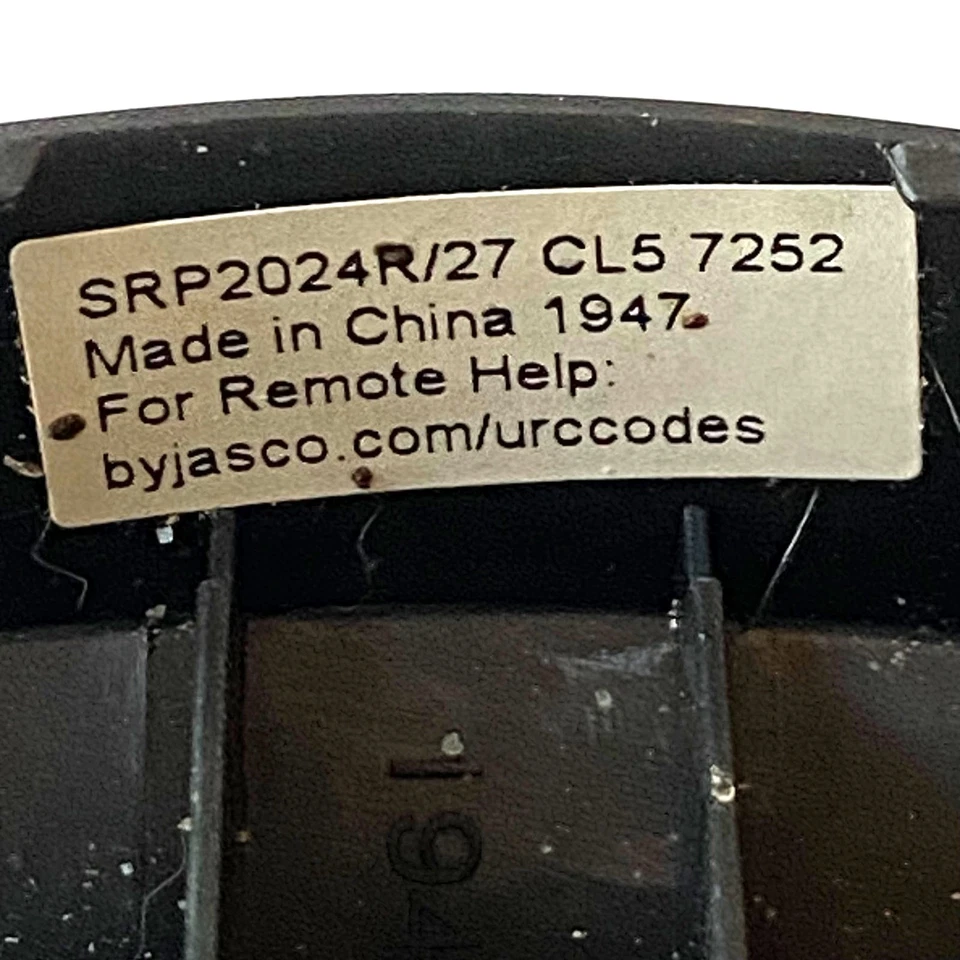 SRP2024R/27 CL5 7252
Made in China 1947
For Remote Help:
byjasco.com/urccodes